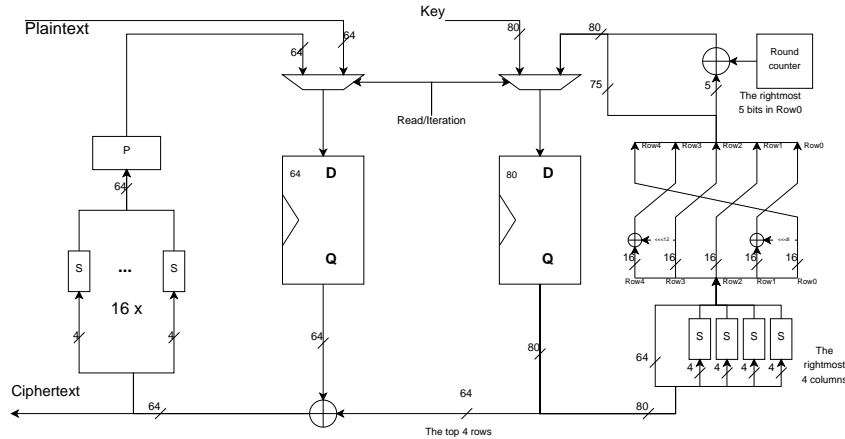 Plaintext
Key
64
64
80
80
Round
counter
75
5
The rightmost
5 bits in Row0
Read/Iteration
P
64
64
D
Q
80
D
Q
Row4
Row3
Row2
Row1
Row0
<<<12
<<<8
16
16
16
16
16
Row4
Row3
Row2
Row1
Row0
S
...
S
16 x
4
4
64
80
64
S
S
S
S
4
4
4
4
The
rightmost
4 columns
Ciphertext
64
64
80
The top 4 rows